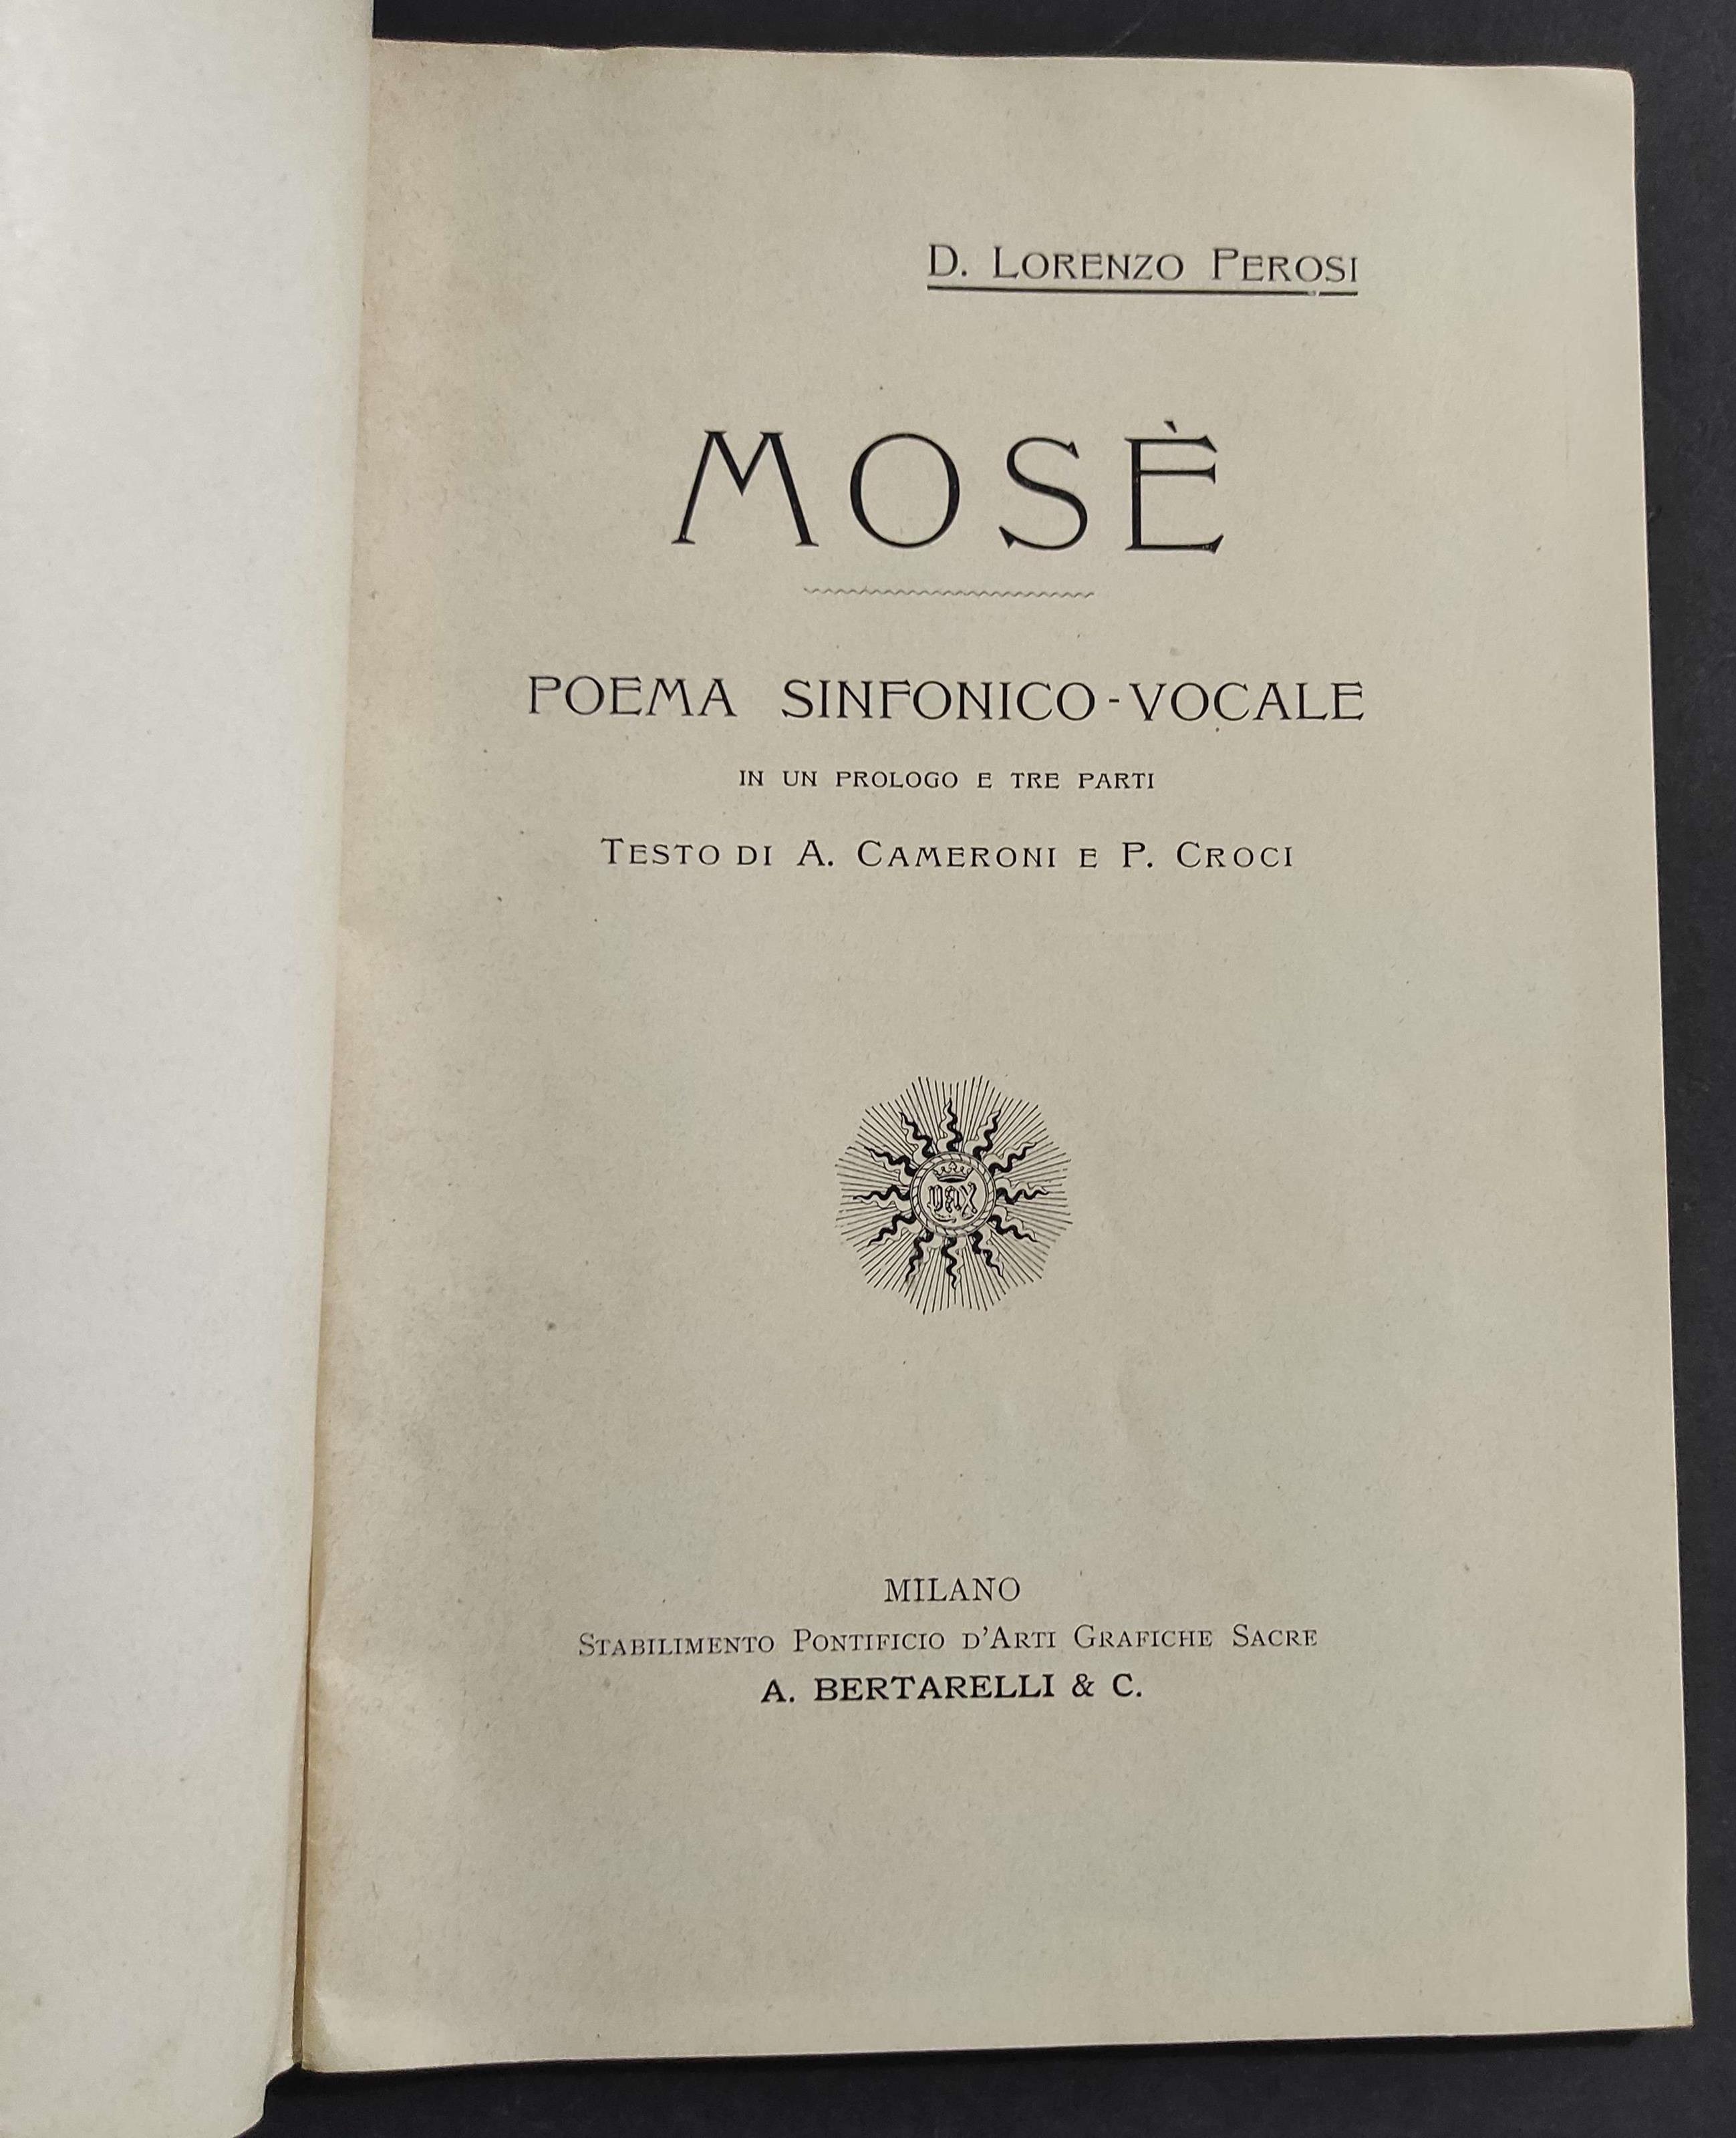 D. LORENZO PEROSI
MOSÈ
POEMA SINFONICO-VOCALE
IN UN PROLOGO E TRE PARTI
TESTO DI A. CAMERONI E P. CROCI
MILANO
STABILIMENTO PONTIFICIO D'ARTI GRAFICHE SACRE
A. BERTARELLI & C.